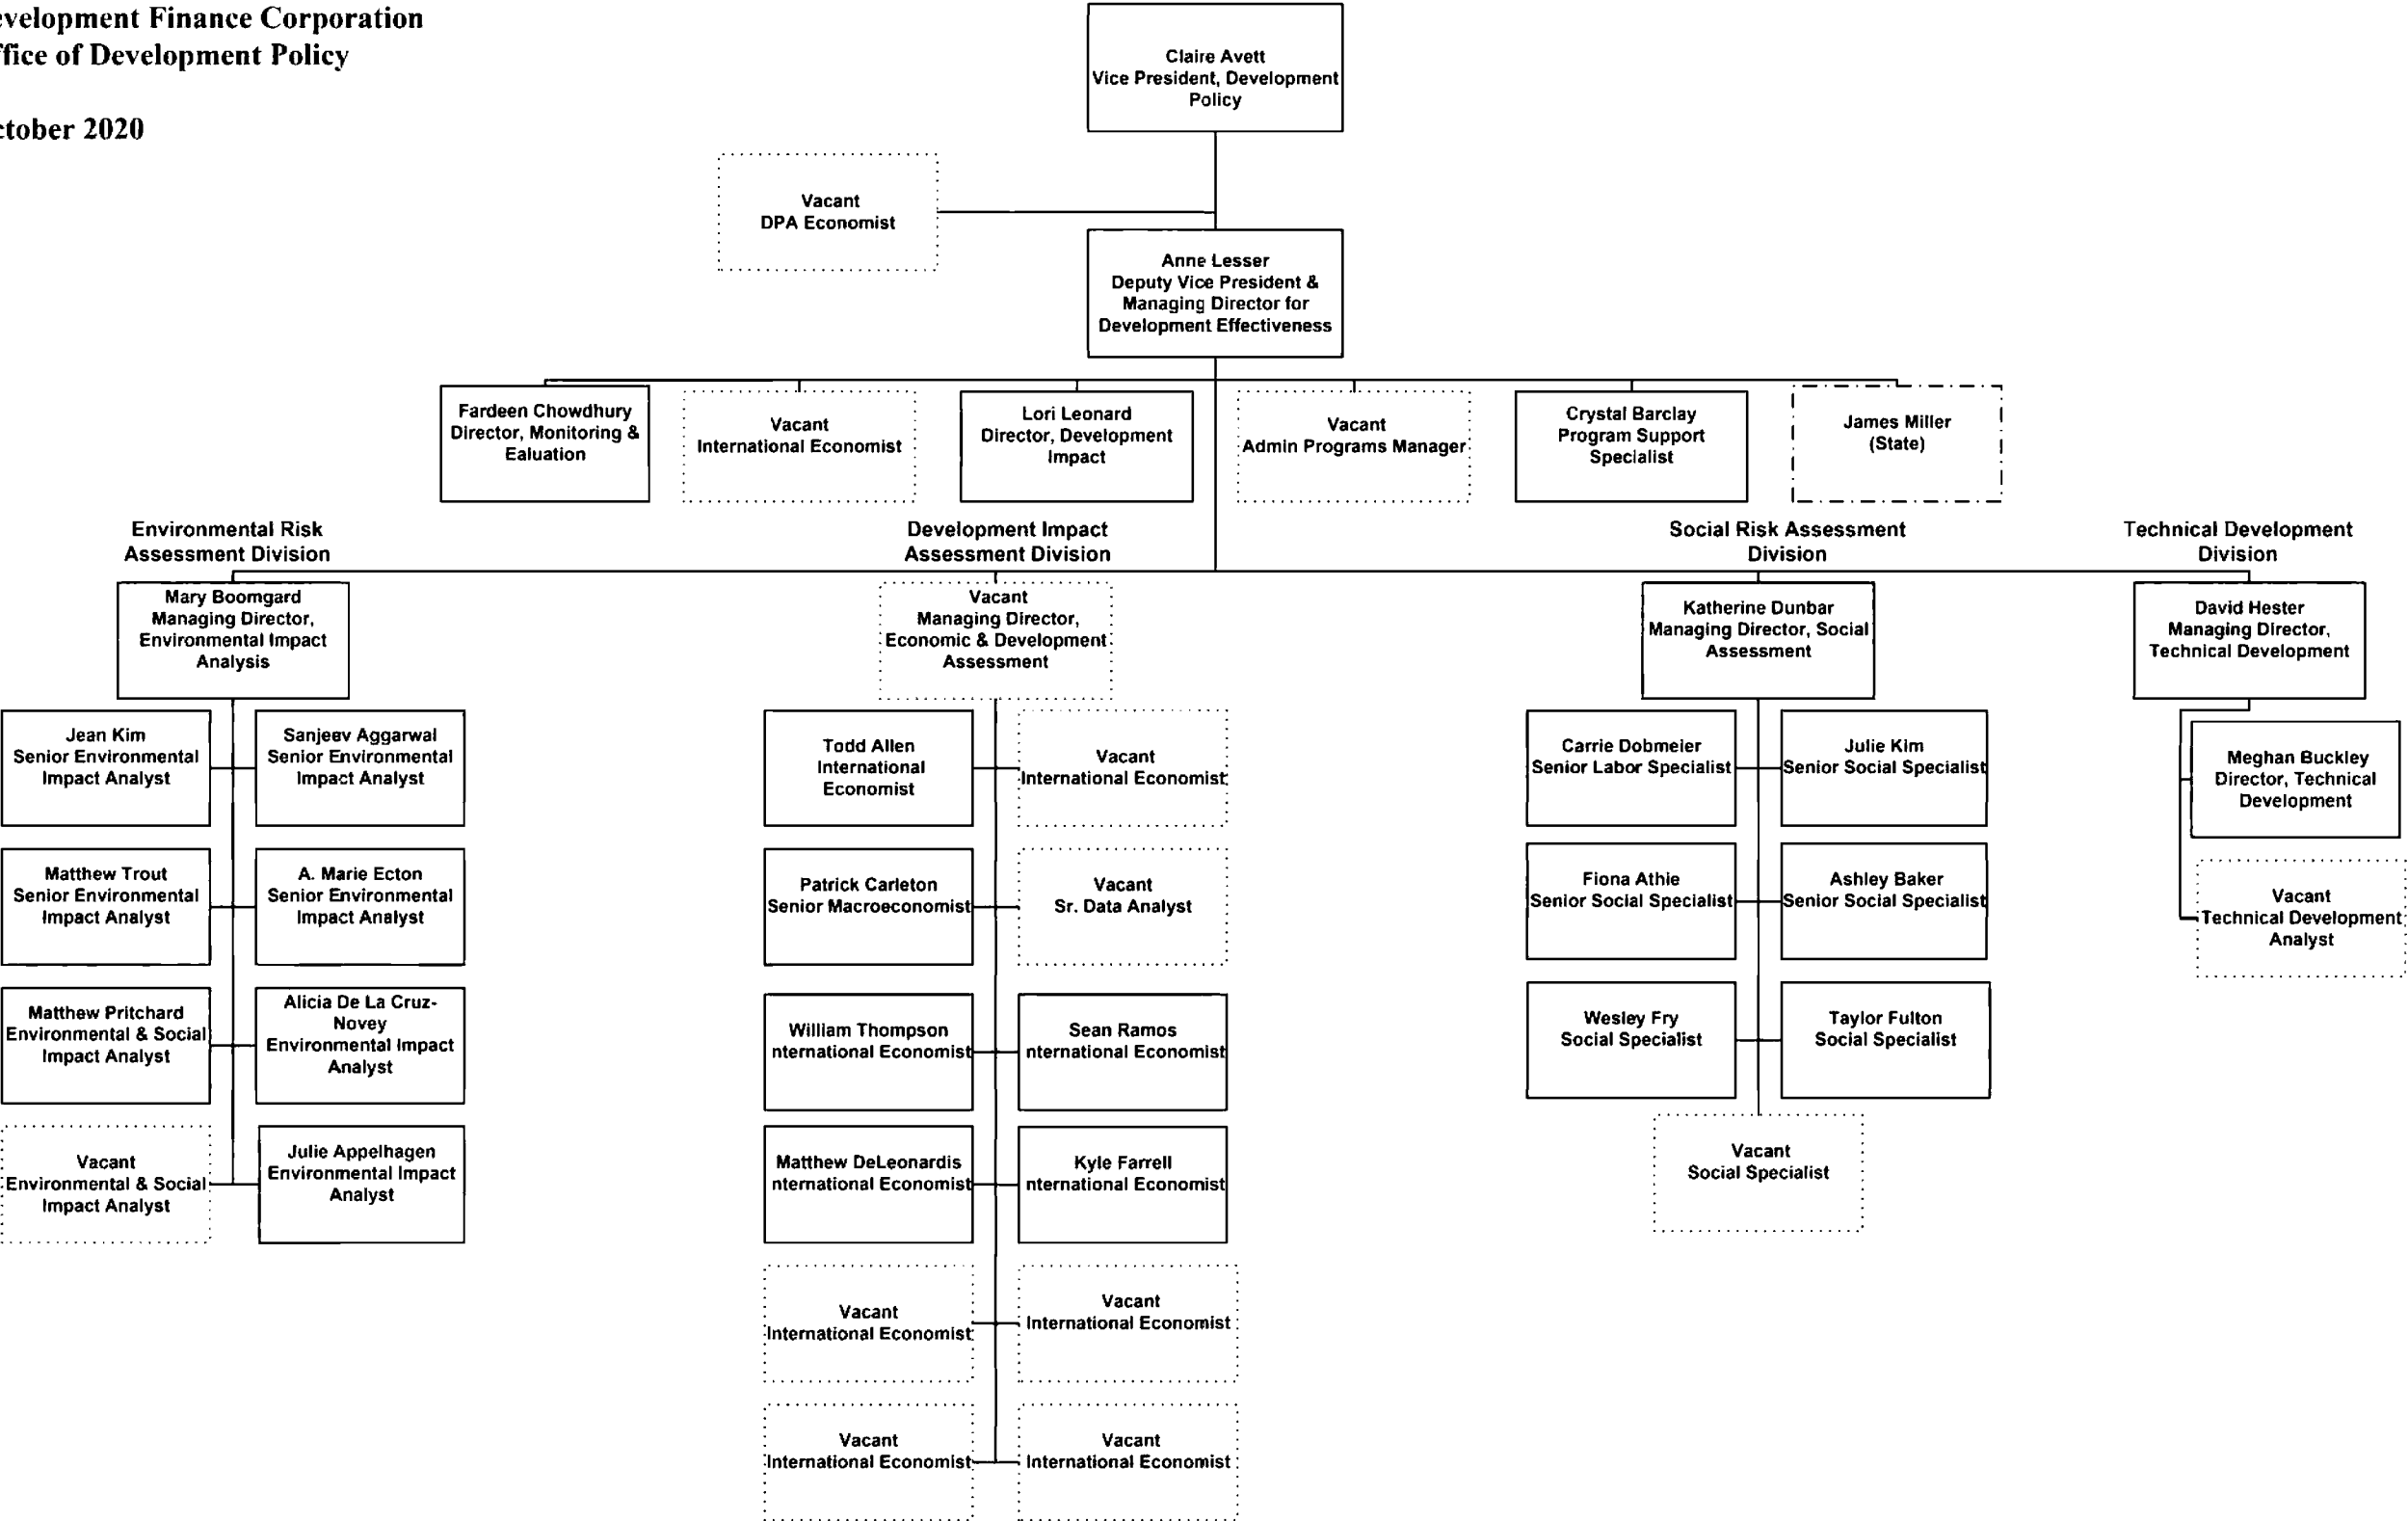 evelopment Finance Corporation
ffice of Development Policy
ctober 2020
Claire Avett
Vice President, Development
Policy
Vacant
DPA Economist
Anne Lesser
Deputy Vice President &
Managing Director for
Development Effectiveness
Fardeen Chowdhury
Director, Monitoring &
Ealuation
Vacant
International Economist
Lori Leonard
Director, Development
Impact
Vacant
Admin Programs Manager
Crystal Barclay
Program Support
Specialist
James Miller
(State)
Environmental Risk
Assessment Division
Development Impact
Assessment Division
Social Risk Assessment
Division
Technical Development
Division
Mary Boomgard
Managing Director,
Environmental Impact
Analysis
Vacant
Managing Director,
Economic & Development
Assessment
Katherine Dunbar
Managing Director, Social
Assessment
David Hester
Managing Director,
Technical Development
Jean Kim
Senior Environmental
Impact Analyst
Sanjeev Aggarwal
Senior Environmental
Impact Analyst
Todd Allen
International
Economist
Vacant
International Economist
Carrie Dobmeier
Senior Labor Specialist
Julie Kim
Senior Social Specialist
Meghan Buckley
Director, Technical
Development
Matthew Trout
Senior Environmental
Impact Analyst
A. Marie Ecton
Senior Environmental
Impact Analyst
Patrick Carleton
Senior Macroeconomist
Vacant
Sr. Data Analyst
Fiona Athie
Senior Social Specialist
Ashley Baker
Senior Social Specialist
Vacant
Technical Development
Analyst
Matthew Pritchard
Environmental & Social
Impact Analyst
Alicia De La Cruz-
Novey
Environmental Impact
Analyst
William Thompson
nternational Economist
Sean Ramos
nternational Economist
Wesley Fry
Social Specialist
Taylor Fulton
Social Specialist
Vacant
Environmental & Social
Impact Analyst
Julie Appelhagen
Environmental Impact
Analyst
Matthew DeLeonardis
nternational Economist
Kyle Farrell
nternational Economist
Vacant
Social Specialist
Vacant
International Economist
Vacant
International Economist
Vacant
International Economist
Vacant
International Economist